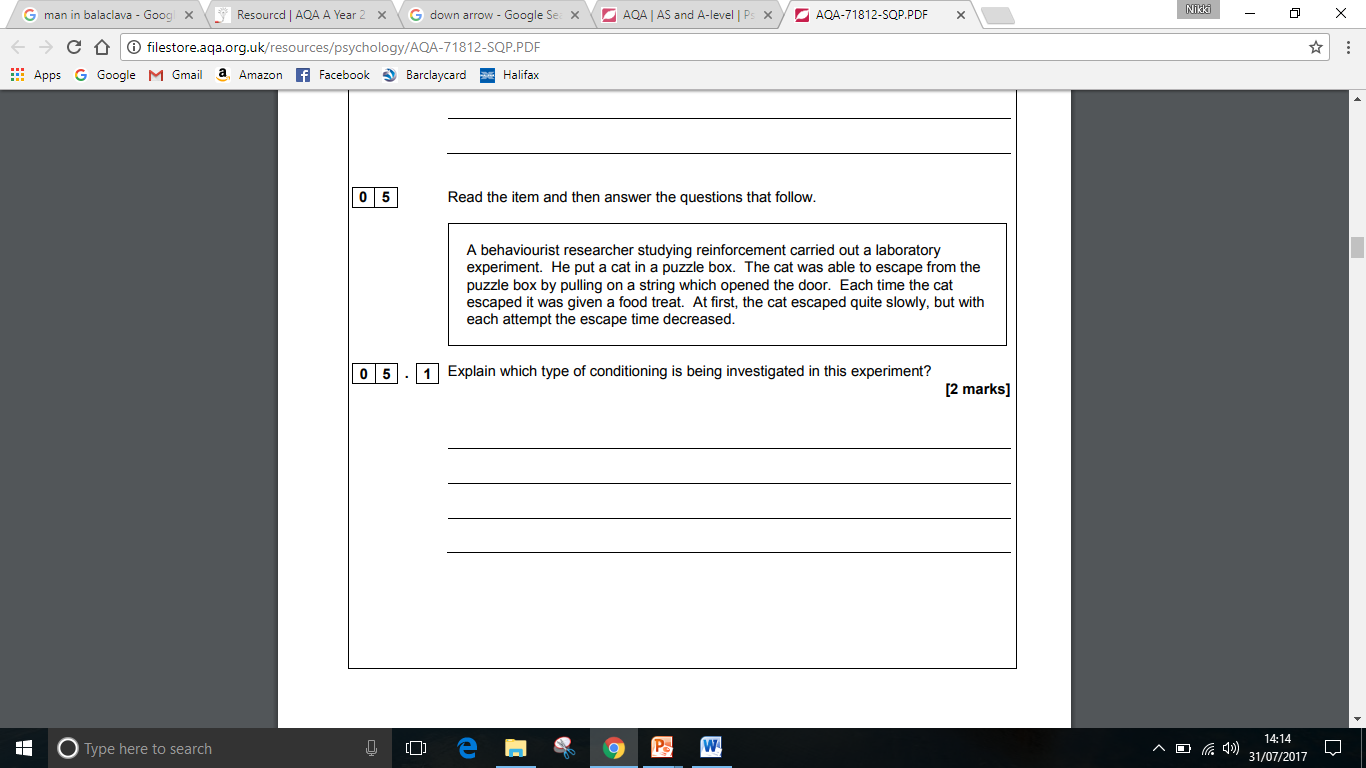 man in balaclava - Googl
Resourcd | AQA A Year 2
down arrow - Google Sea
AQA | AS and A-level | Ps
AQA-71812-SQP.PDF
Nikki
filestore.aqa.org.uk/resources/psychology/AQA-71812-SQP.PDF
Apps Google Gmail Amazon Facebook Barclaycard Halifax
0 5 Read the item and then answer the questions that follow.
A behaviourist researcher studying reinforcement carried out a laboratory
experiment. He put a cat in a puzzle box. The cat was able to escape from the
puzzle box by pulling on a string which opened the door. Each time the cat
escaped it was given a food treat. At first, the cat escaped quite slowly, but with
each attempt the escape time decreased.
0 5 . 1 Explain which type of conditioning is being investigated in this experiment?
[2 marks]
Type here to search
14:14
31/07/2017